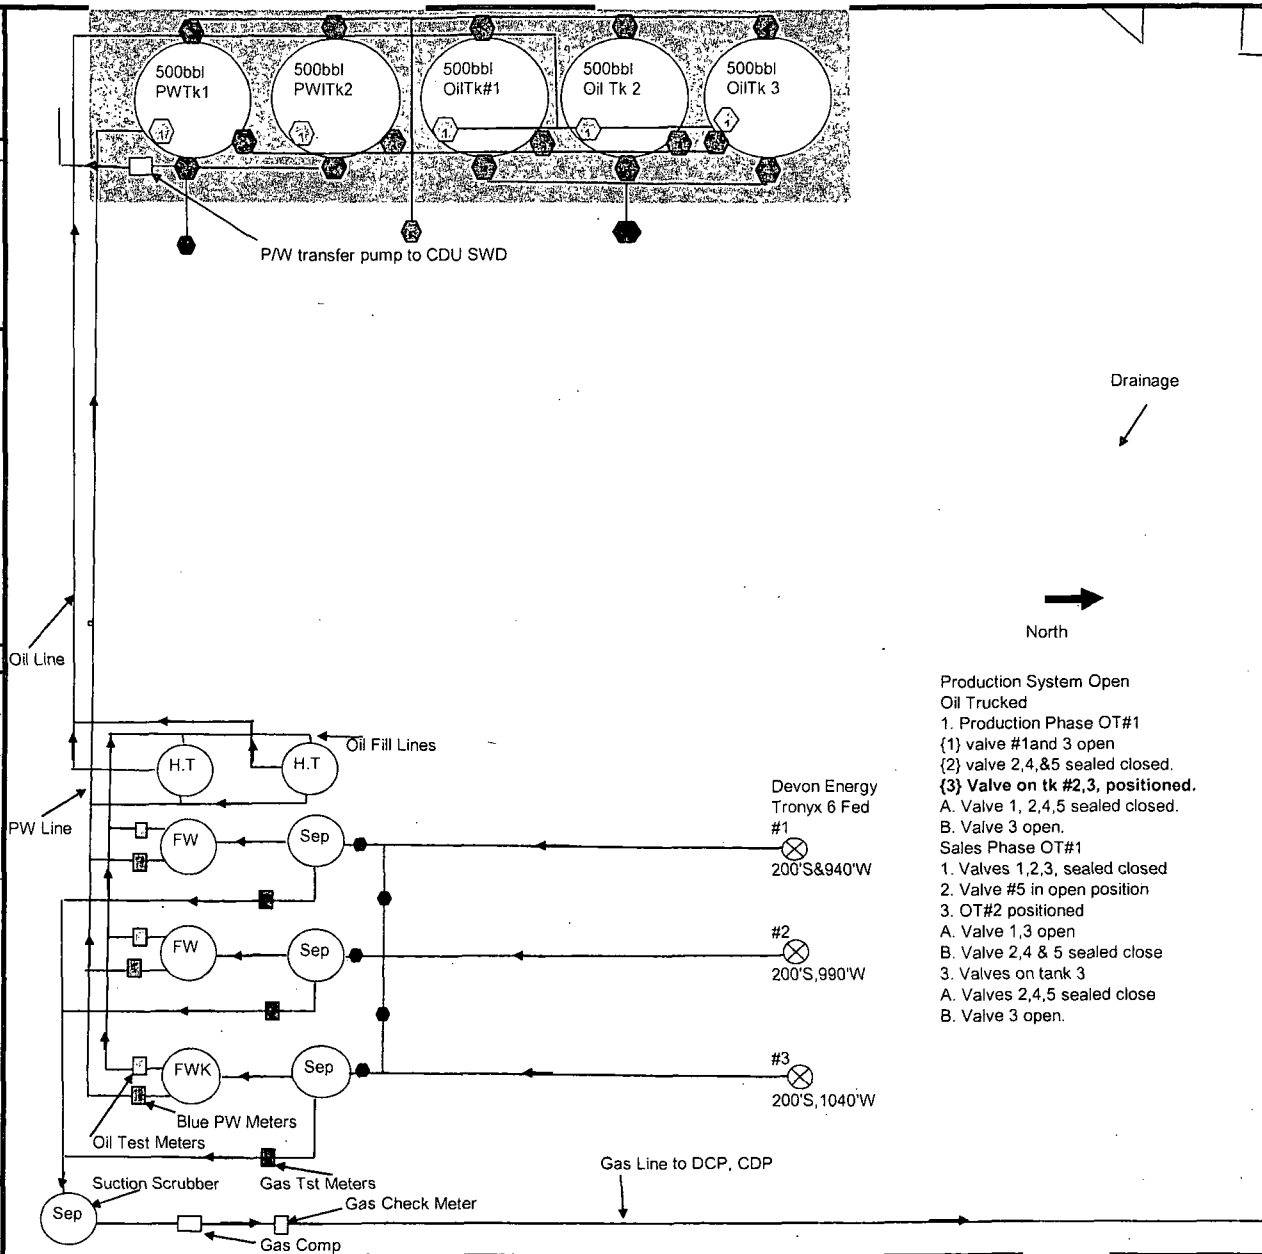 500bbl
PWTk1
500bbl
PWITk2
500bbl
OilTk#1
500bbl
Oil Tk 2
500bbl
OilTk 3
1
1
1
P/W transfer pump to CDU SWD
Drainage
North
Oil Line
Production System Open
Oil Trucked
1. Production Phase OT#1
{1} valve #1and 3 open
{2} valve 2,4,&5 sealed closed.
{3} Valve on tk #2,3, positioned.
A. Valve 1, 2,4,5 sealed closed.
B. Valve 3 open.
Sales Phase OT#1
1. Valves 1,2,3, sealed closed
2. Valve #5 in open position
3. OT#2 positioned
A. Valve 1,3 open
B. Valve 2,4 & 5 sealed close
3. Valves on tank 3
A. Valves 2,4,5 sealed close
B. Valve 3 open.
Oil Fill Lines
H.T
H.T
PW Line
Devon Energy
Tronyx 6 Fed
#1
200'S&940'W
FW
Sep
#2
200'S,990'W
FW
Sep
#3
200'S,1040'W
FWK
Sep
Blue PW Meters
Oil Test Meters
Suction Scrubber
Gas Tst Meters
Gas Check Meter
Gas Line to DCP, CDP
Sep
Gas Comp